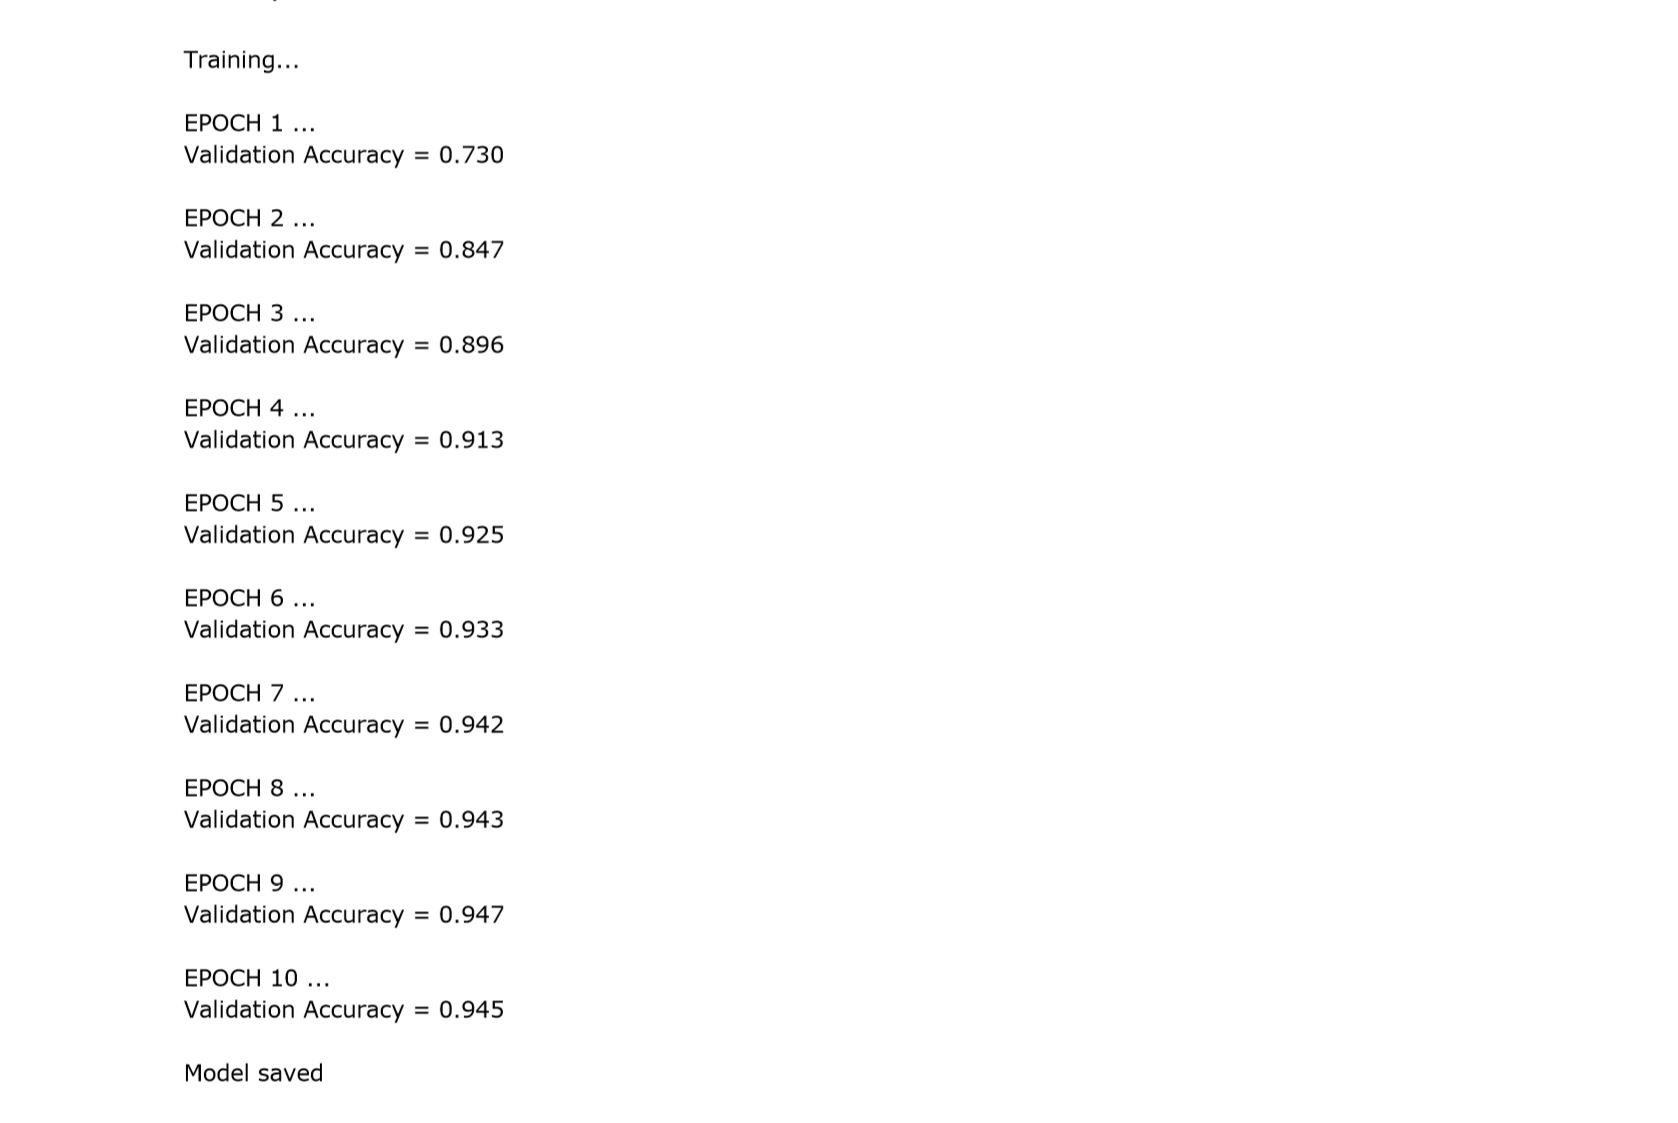 Training...
EPOCH 1 ...
Validation Accuracy = 0.730
EPOCH 2 ...
Validation Accuracy = 0.847
EPOCH 3 ...
Validation Accuracy = 0.896
EPOCH 4 ...
Validation Accuracy = 0.913
EPOCH 5 ...
Validation Accuracy = 0.925
EPOCH 6 ...
Validation Accuracy = 0.933
EPOCH 7 ...
Validation Accuracy = 0.942
EPOCH 8 ...
Validation Accuracy = 0.943
EPOCH 9 ...
Validation Accuracy = 0.947
EPOCH 10 ...
Validation Accuracy = 0.945
Model saved